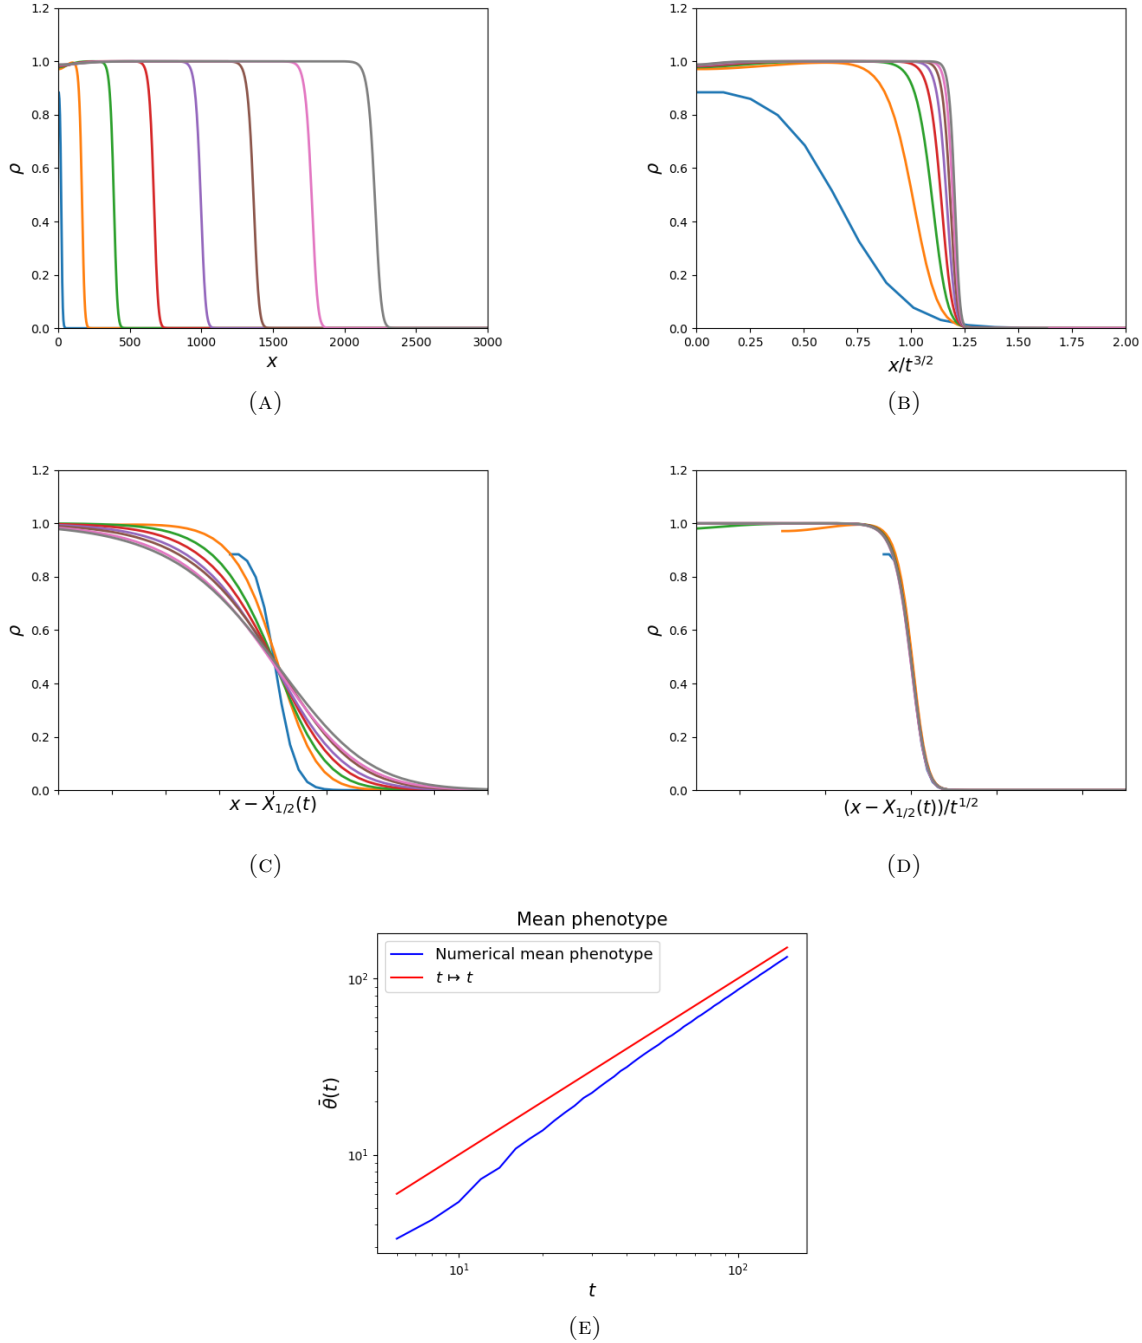 1.2 1.0 0.8 0.6 0.4 0.2 0.0
ρ
0 500 1000 1500 2000 2500 3000
x
(A)
1.2 1.0 0.8 0.6 0.4 0.2 0.0
ρ
0.00 0.25 0.50 0.75 1.00 1.25 1.50 1.75 2.00
x/t^{3/2}
(B)
1.2 1.0 0.8 0.6 0.4 0.2 0.0
ρ
x − X_{1/2}(t)
(C)
1.2 1.0 0.8 0.6 0.4 0.2 0.0
ρ
(x − X_{1/2}(t))/t^{1/2}
(D)
Mean phenotype
Numerical mean phenotype
t ↦ t
10^2
10^1
θ̄(t)
10^1 10^2
t
(E)